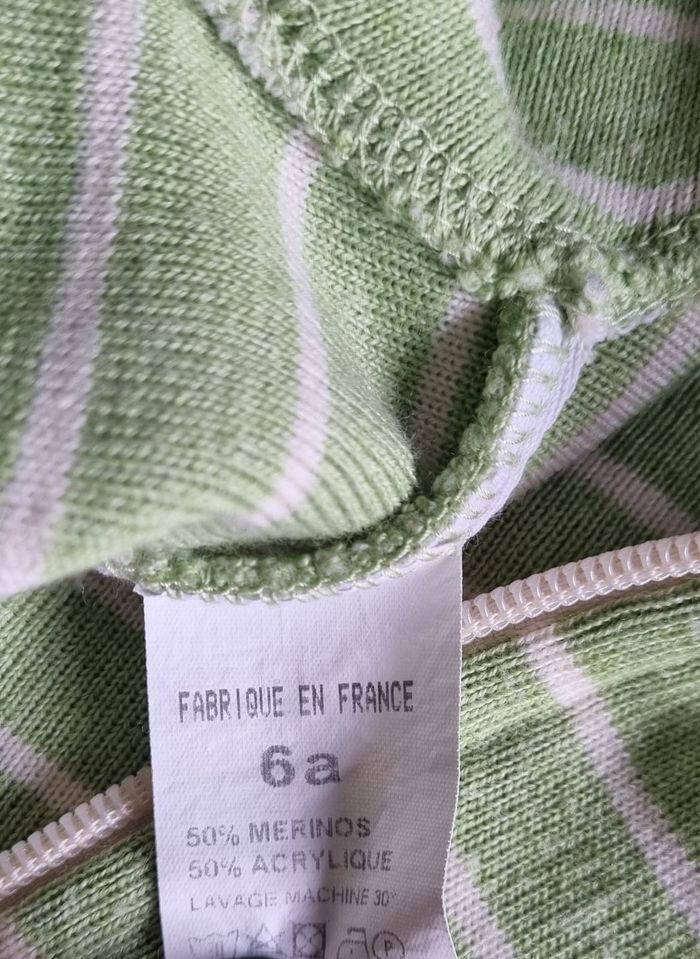 FABRIQUE EN FRANCE
6a
50% MERINOS
50% ACRYLIQUE
LAVAGE MACHINE 30°
P